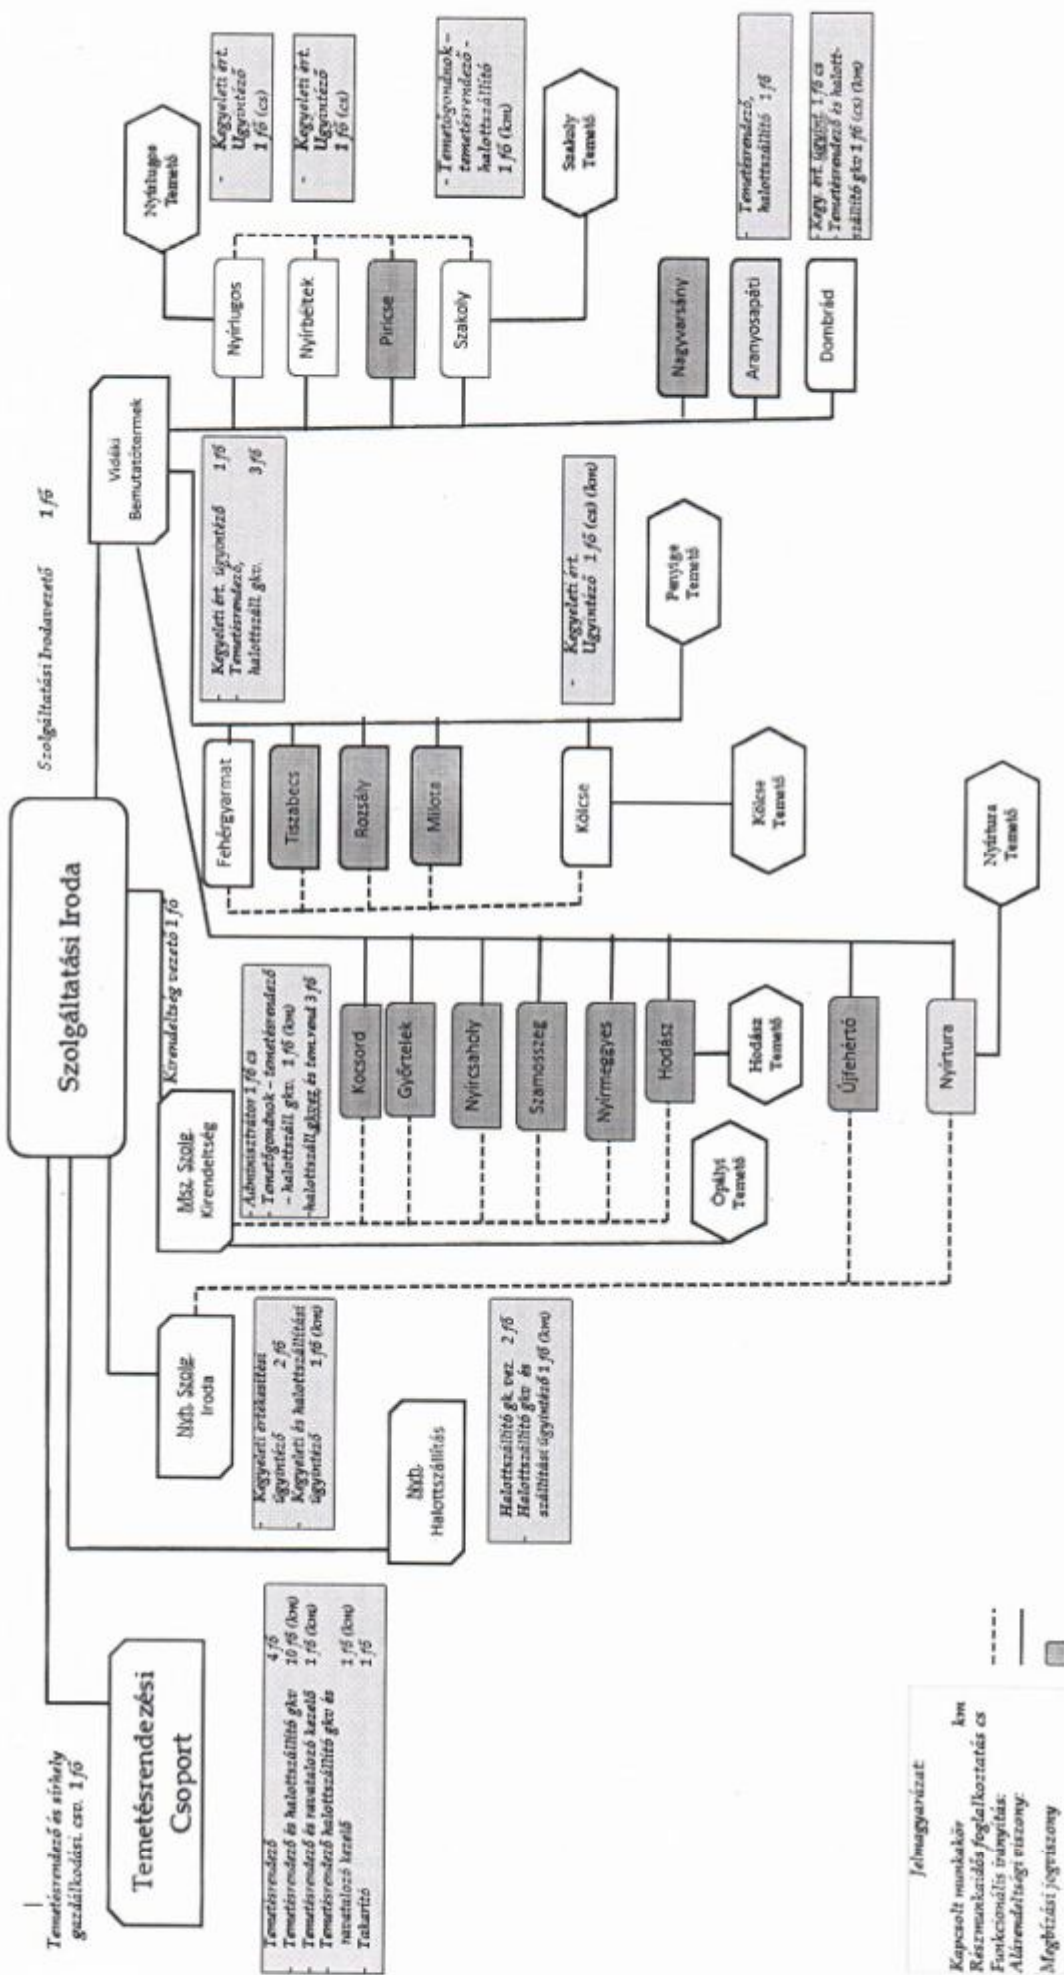 Szolgáltatási Iroda
Szolgáltatási Irodavezető 1 fő
Temetésrendező és sírhely
gazdálkodási. csv. 1 fő
Temetésrendezési
Csoport
- Temetésrendező 4 fő
- Temetésrendező és halottszállító gkv 10 fő (km)
- Temetésrendező és ravatalozó kezelő 1 fő (km)
- Temetésrendező halottszállító gkv és
ravatalozó kezelő 1 fő (km)
- Takarító 1 fő
Nyh.
Halottszállítás
- Halottszállító gk. vez. 2 fő
Halottszállító gkv és
szállítási ügyintéző 1 fő (km)
Nyh. Szolg.
Iroda
- Kegyeleti értékesítési
ügyintéző 2 fő
- Kegyeleti és halottszállítási
ügyintéző 1 fő (km)
Kirendeltség vezető 1 fő
Msz. Szolg.
Kirendeltség
- Adminisztrátor 1 fő cs
- Temetőgondnok – temetésrendező
– halottszáll. gkv. 1 fő (km)
-halottszáll.gkvez és tem.rend 3 fő
Kocsord
Győrtelek
Nyírcsaholy
Szamosszeg
Nyírmeggyes
Hodász
Ópályi
Temető
Hodász
Temető
Újfehértó
Nyírtura
Nyírtura
Temető
Vidéki
Bemutatótermek
- Kegyeleti ért. ügyintéző 1 fő
- Temetésrendező,
halottszáll. gkv. 3 fő
Fehérgyarmat
Tiszabecs
Rozsály
Milota
Kölcse
- Kegyeleti ért.
Ügyintéző 1 fő (cs) (km)
Kölcse
Temető
Penyige
Temető
Nyírlugos
Temető
Nyírlugos
- Kegyeleti ért.
Ügyintéző
1 fő (cs)
Nyírbéltek
- Kegyeleti ért.
Ügyintéző
1 fő (cs)
Piricse
Szakoly
- Temetőgondnok –
temetésrendező -
halottszállító
1 fő (km)
Szakoly
Temető
Nagyvarsány
Aranyosapáti
- Temetésrendező,
halottszállító 1 fő
Dombrád
- Kegy. ért. ügyint. 1 fő cs
- Temetésrendező és halott-
szállító gkv 1 fő (cs) (km)
Jelmagyarázat:
Kapcsolt munkakör km
Részmunkaidős foglalkoztatás cs
Funkcionális irányítás:
Alárendeltségi viszony:
Megbízási jogviszony